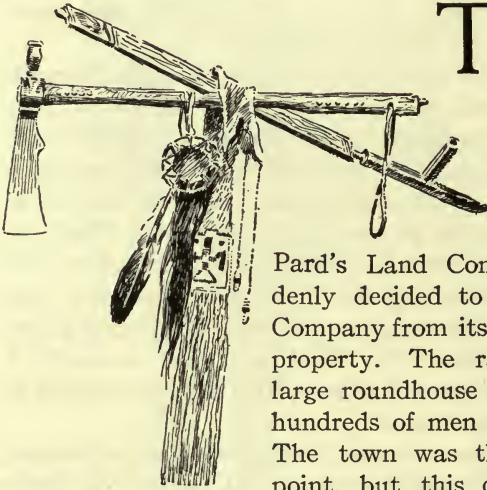 T
Pard's Land Con
denly decided to
Company from its
property. The r
large roundhouse
hundreds of men
The town was th
point, but this c